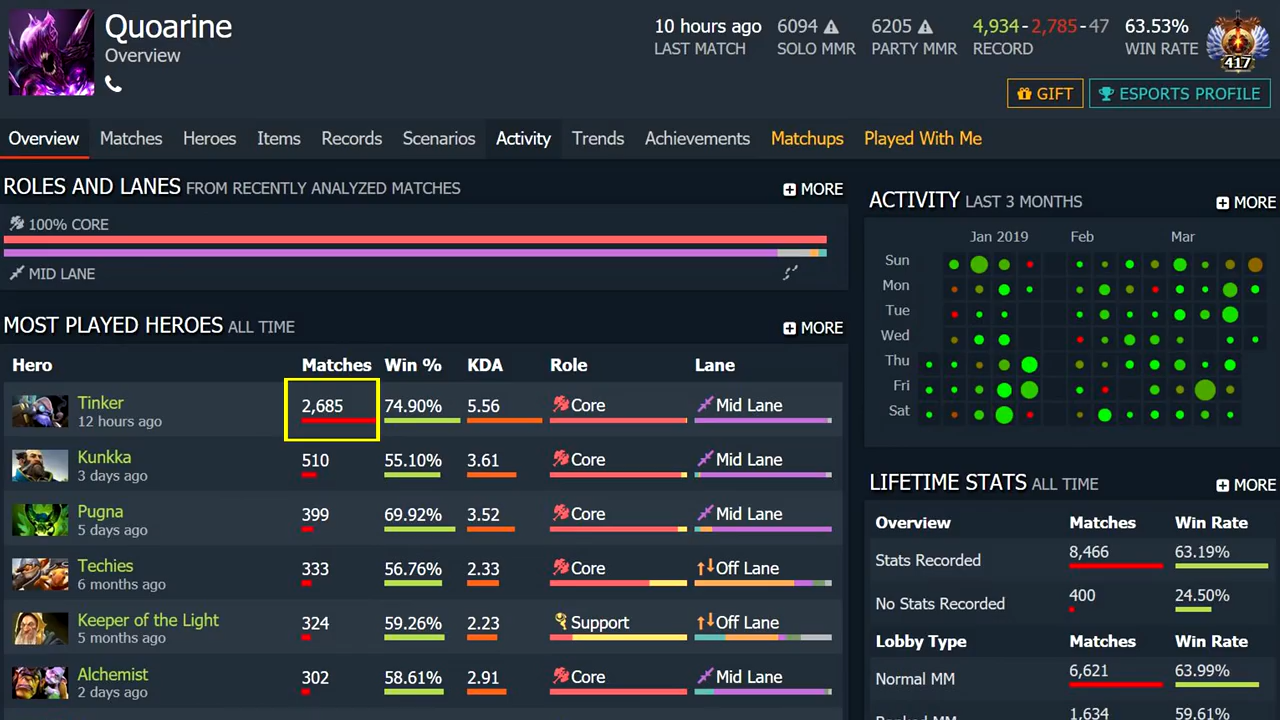 Quoarine
Overview
10 hours ago
LAST MATCH
6094
SOLO MMR
6205
PARTY MMR
4,934-2,785-47
RECORD
63.53%
WIN RATE
417
GIFT
ESPORTS PROFILE
Overview Matches Heroes Items Records Scenarios Activity Trends Achievements Matchups Played With Me
ROLES AND LANES FROM RECENTLY ANALYZED MATCHES
MORE
100% CORE
MID LANE
MOST PLAYED HEROES ALL TIME
MORE
Hero Matches Win % KDA Role Lane
Tinker 2,685 74.90% 5.56 Core Mid Lane
12 hours ago
Kunkka 510 55.10% 3.61 Core Mid Lane
3 days ago
Pugna 399 69.92% 3.52 Core Mid Lane
5 days ago
Techies 333 56.76% 2.33 Core Off Lane
6 months ago
Keeper of the Light 324 59.26% 2.23 Support Off Lane
5 months ago
Alchemist 302 58.61% 2.91 Core Mid Lane
2 days ago
ACTIVITY LAST 3 MONTHS
MORE
Jan 2019 Feb Mar
Sun
Mon
Tue
Wed
Thu
Fri
Sat
LIFETIME STATS ALL TIME
MORE
Overview Matches Win Rate
Stats Recorded 8,466 63.19%
No Stats Recorded 400 24.50%
Lobby Type Matches Win Rate
Normal MM 6,621 63.99%
Ranked MM 1,634 59.61%